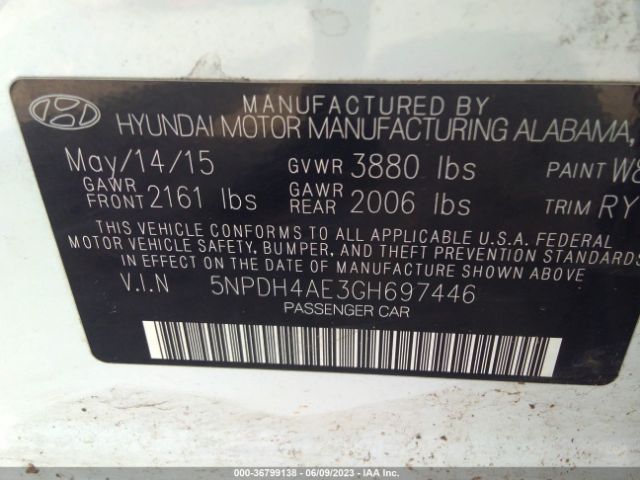 MANUFACTURED BY
HYUNDAI MOTOR MANUFACTURING ALABAMA,
May/14/15 GVWR 3880 lbs PAINT W8
GAWR FRONT 2161 lbs GAWR REAR 2006 lbs TRIM RY
THIS VEHICLE CONFORMS TO ALL APPLICABLE U.S.A. FEDERAL
MOTOR VEHICLE SAFETY, BUMPER, AND THEFT PREVENTION STANDARDS
IN EFFECT ON THE DATE OF MANUFACTURE SHOWN ABOVE.
V.I.N 5NPDH4AE3GH697446
PASSENGER CAR
000-36799138 - 06/09/2023 - IAA Inc.